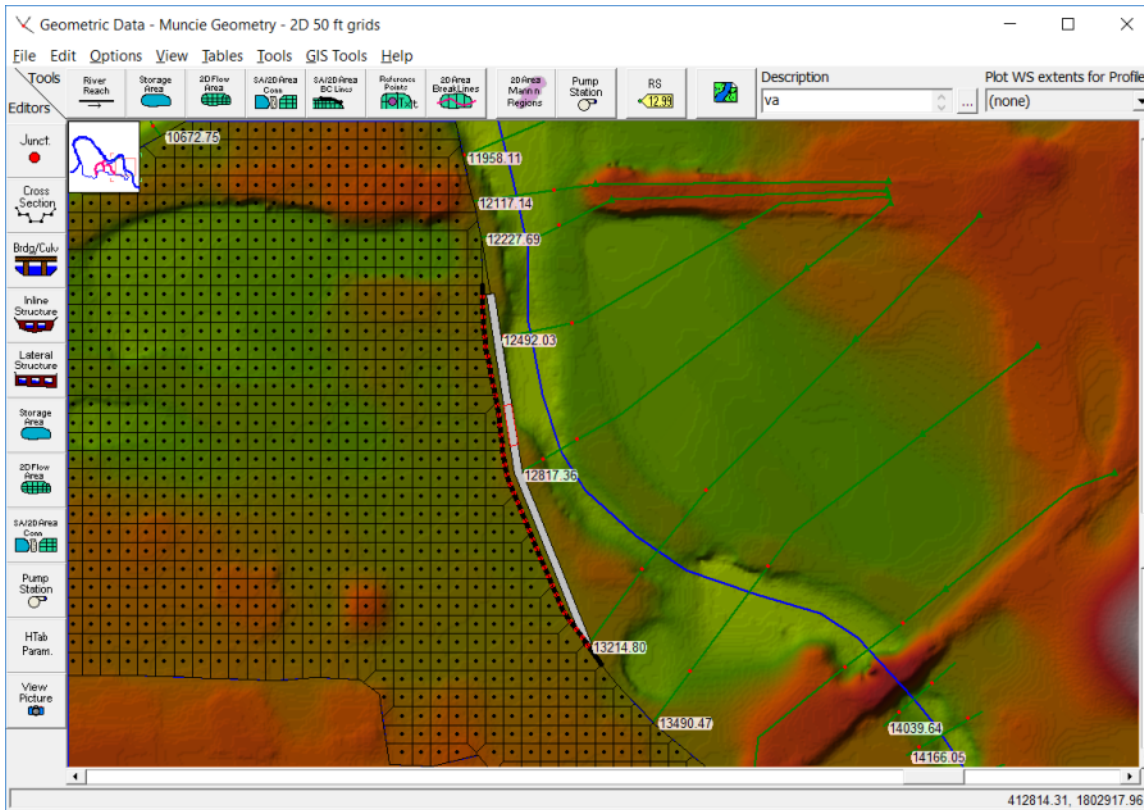 Geometric Data - Muncie Geometry - 2D 50 ft grids
File Edit Options View Tables Tools GIS Tools Help
Tools
Editors
River
Reach
Storage
Area
2D Flow
Area
SA/2D Area
Conn
SA/2D Area
BC Lines
Reference
Points
2D Area
BreakLines
2D Area
Mann n
Regions
Pump
Station
RS
12.99
Description
va
...
Plot WS extents for Profile
(none)
Junct.
Cross
Section
Brdg/Culv
Inline
Structure
Lateral
Structure
Storage
Area
2D Flow
Area
SA/2D Area
Conn
Pump
Station
HTab
Param.
View
Picture
10672.75
11958.11
12117.14
12227.69
12492.03
12817.36
13214.80
13490.47
14039.64
14166.05
412814.31, 1802917.96